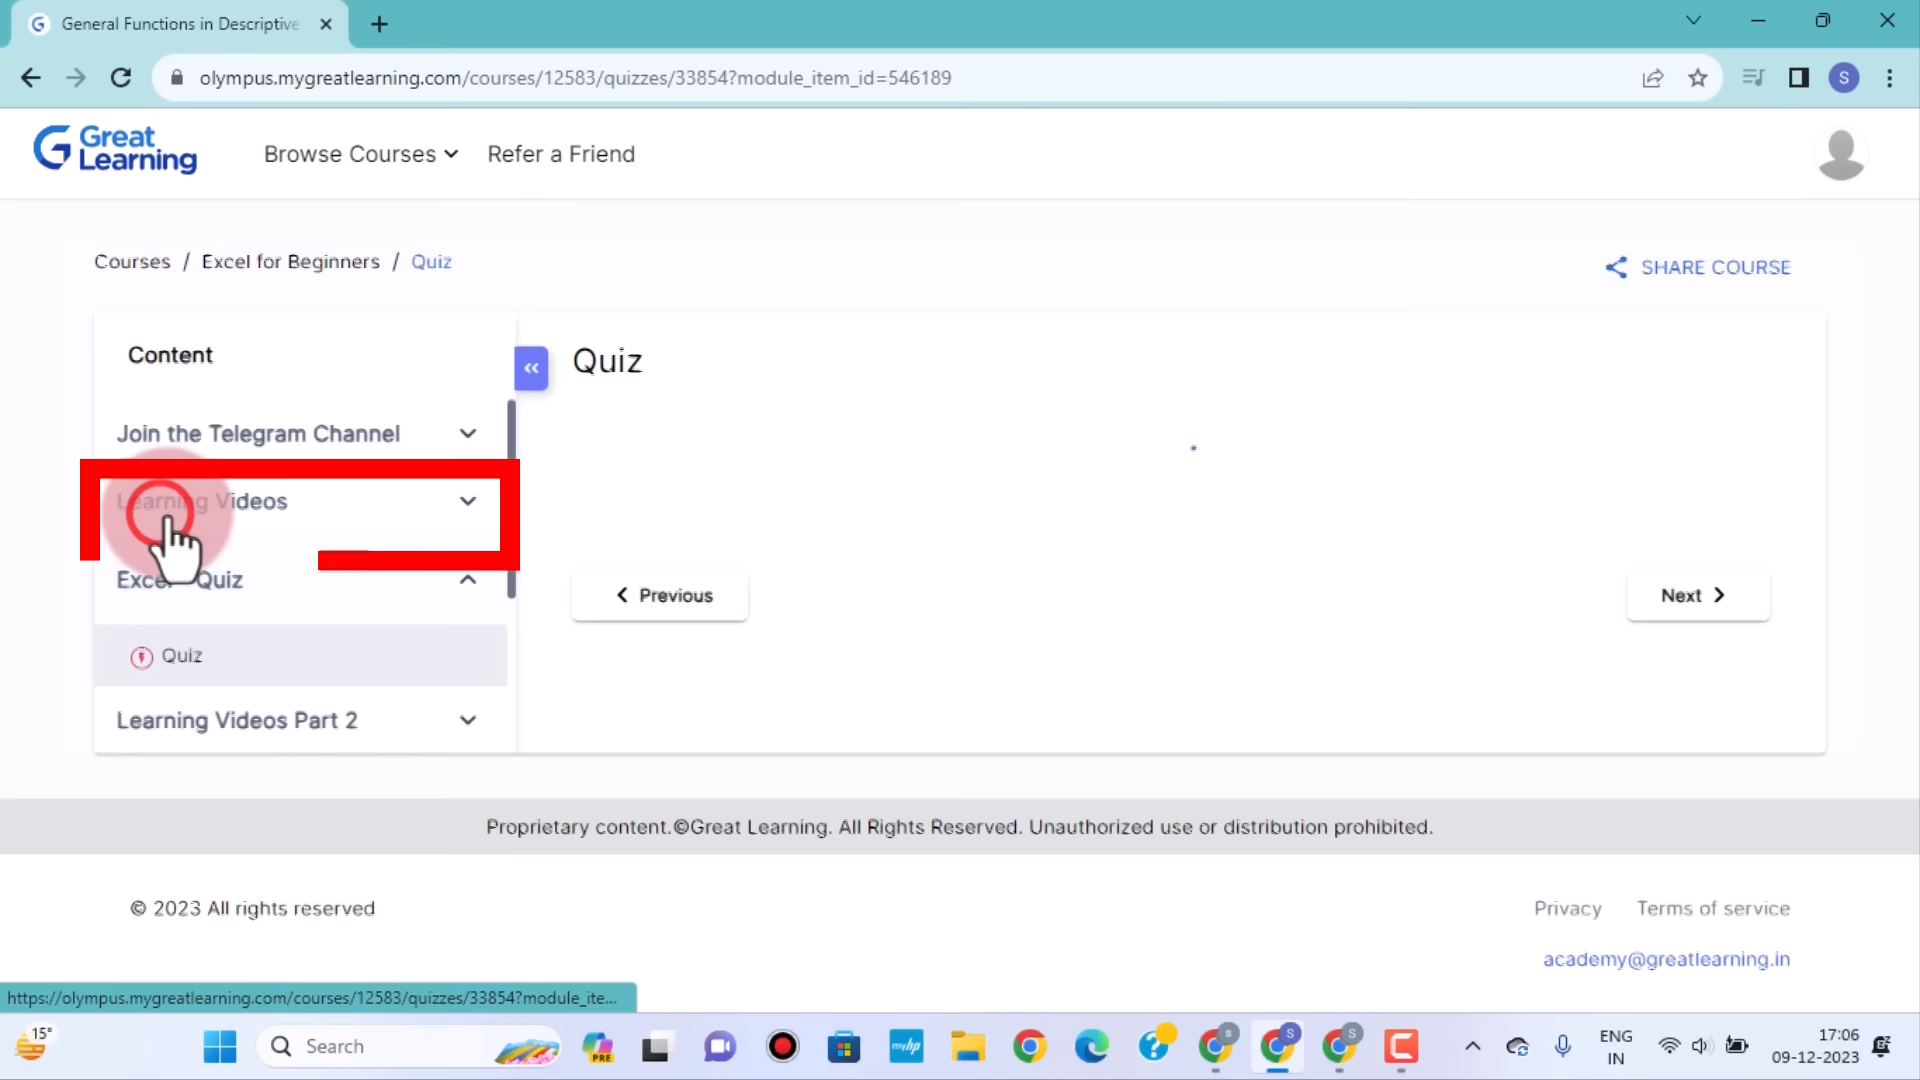 General Functions in Descriptive
olympus.mygreatlearning.com/courses/12583/quizzes/33854?module_item_id=546189
S
Great
Learning
Browse Courses
Refer a Friend
Courses / Excel for Beginners / Quiz
SHARE COURSE
Content
Quiz
Join the Telegram Channel
Learning Videos
Quiz
Previous
Next
Quiz
Learning Videos Part 2
Proprietary content.©Great Learning. All Rights Reserved. Unauthorized use or distribution prohibited.
© 2023 All rights reserved
Privacy
Terms of service
academy@greatlearning.in
https://olympus.mygreatlearning.com/courses/12583/quizzes/33854?module_ite...
15°
Search
PRE
myhp
S
S
S
ENG
IN
17:06
09-12-2023